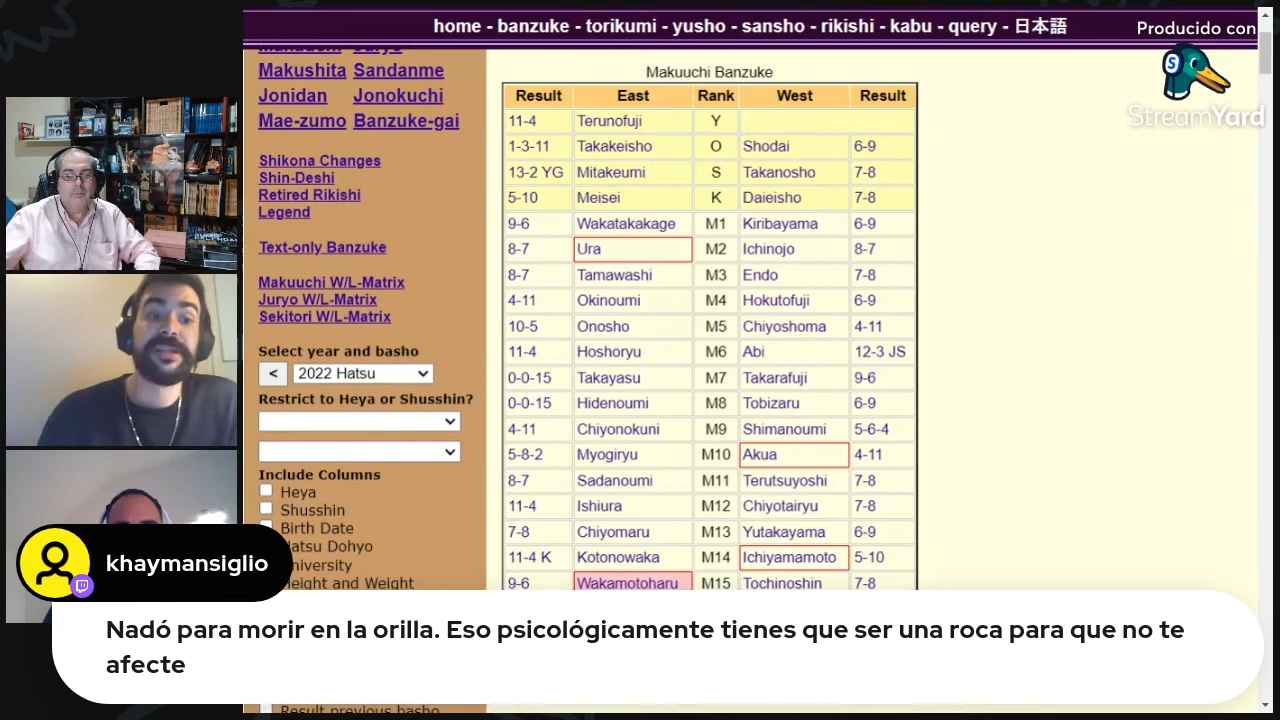 home - banzuke - torikumi - yusho - sansho - rikishi - kabu - query - 日本語
Producido con
StreamYard
Makushita Sandanme
Jonidan Jonokuchi
Mae-zumo Banzuke-gai
Shikona Changes
Shin-Deshi
Retired Rikishi
Legend
Text-only Banzuke
Makuuchi W/L-Matrix
Juryo W/L-Matrix
Sekitori W/L-Matrix
Select year and basho
< 2022 Hatsu
Restrict to Heya or Shusshin?
Include Columns
Heya
Shusshin
Birth Date
Hatsu Dohyo
University
Height and Weight
Result previous basho
Makuuchi Banzuke
Result East Rank West Result
11-4 Terunofuji Y
1-3-11 Takakeisho O Shodai 6-9
13-2 YG Mitakeumi S Takanosho 7-8
5-10 Meisei K Daieisho 7-8
9-6 Wakatakakage M1 Kiribayama 6-9
8-7 Ura M2 Ichinojo 8-7
8-7 Tamawashi M3 Endo 7-8
4-11 Okinoumi M4 Hokutofuji 6-9
10-5 Onosho M5 Chiyoshoma 4-11
11-4 Hoshoryu M6 Abi 12-3 JS
0-0-15 Takayasu M7 Takarafuji 9-6
0-0-15 Hidenoumi M8 Tobizaru 6-9
4-11 Chiyonokuni M9 Shimanoumi 5-6-4
5-8-2 Myogiryu M10 Akua 4-11
8-7 Sadanoumi M11 Terutsuyoshi 7-8
11-4 Ishiura M12 Chiyotairyu 7-8
7-8 Chiyomaru M13 Yutakayama 6-9
11-4 K Kotonowaka M14 Ichiyamamoto 5-10
9-6 Wakamotoharu M15 Tochinoshin 7-8
khaymansiglio
Nadó para morir en la orilla. Eso psicológicamente tienes que ser una roca para que no te
afecte